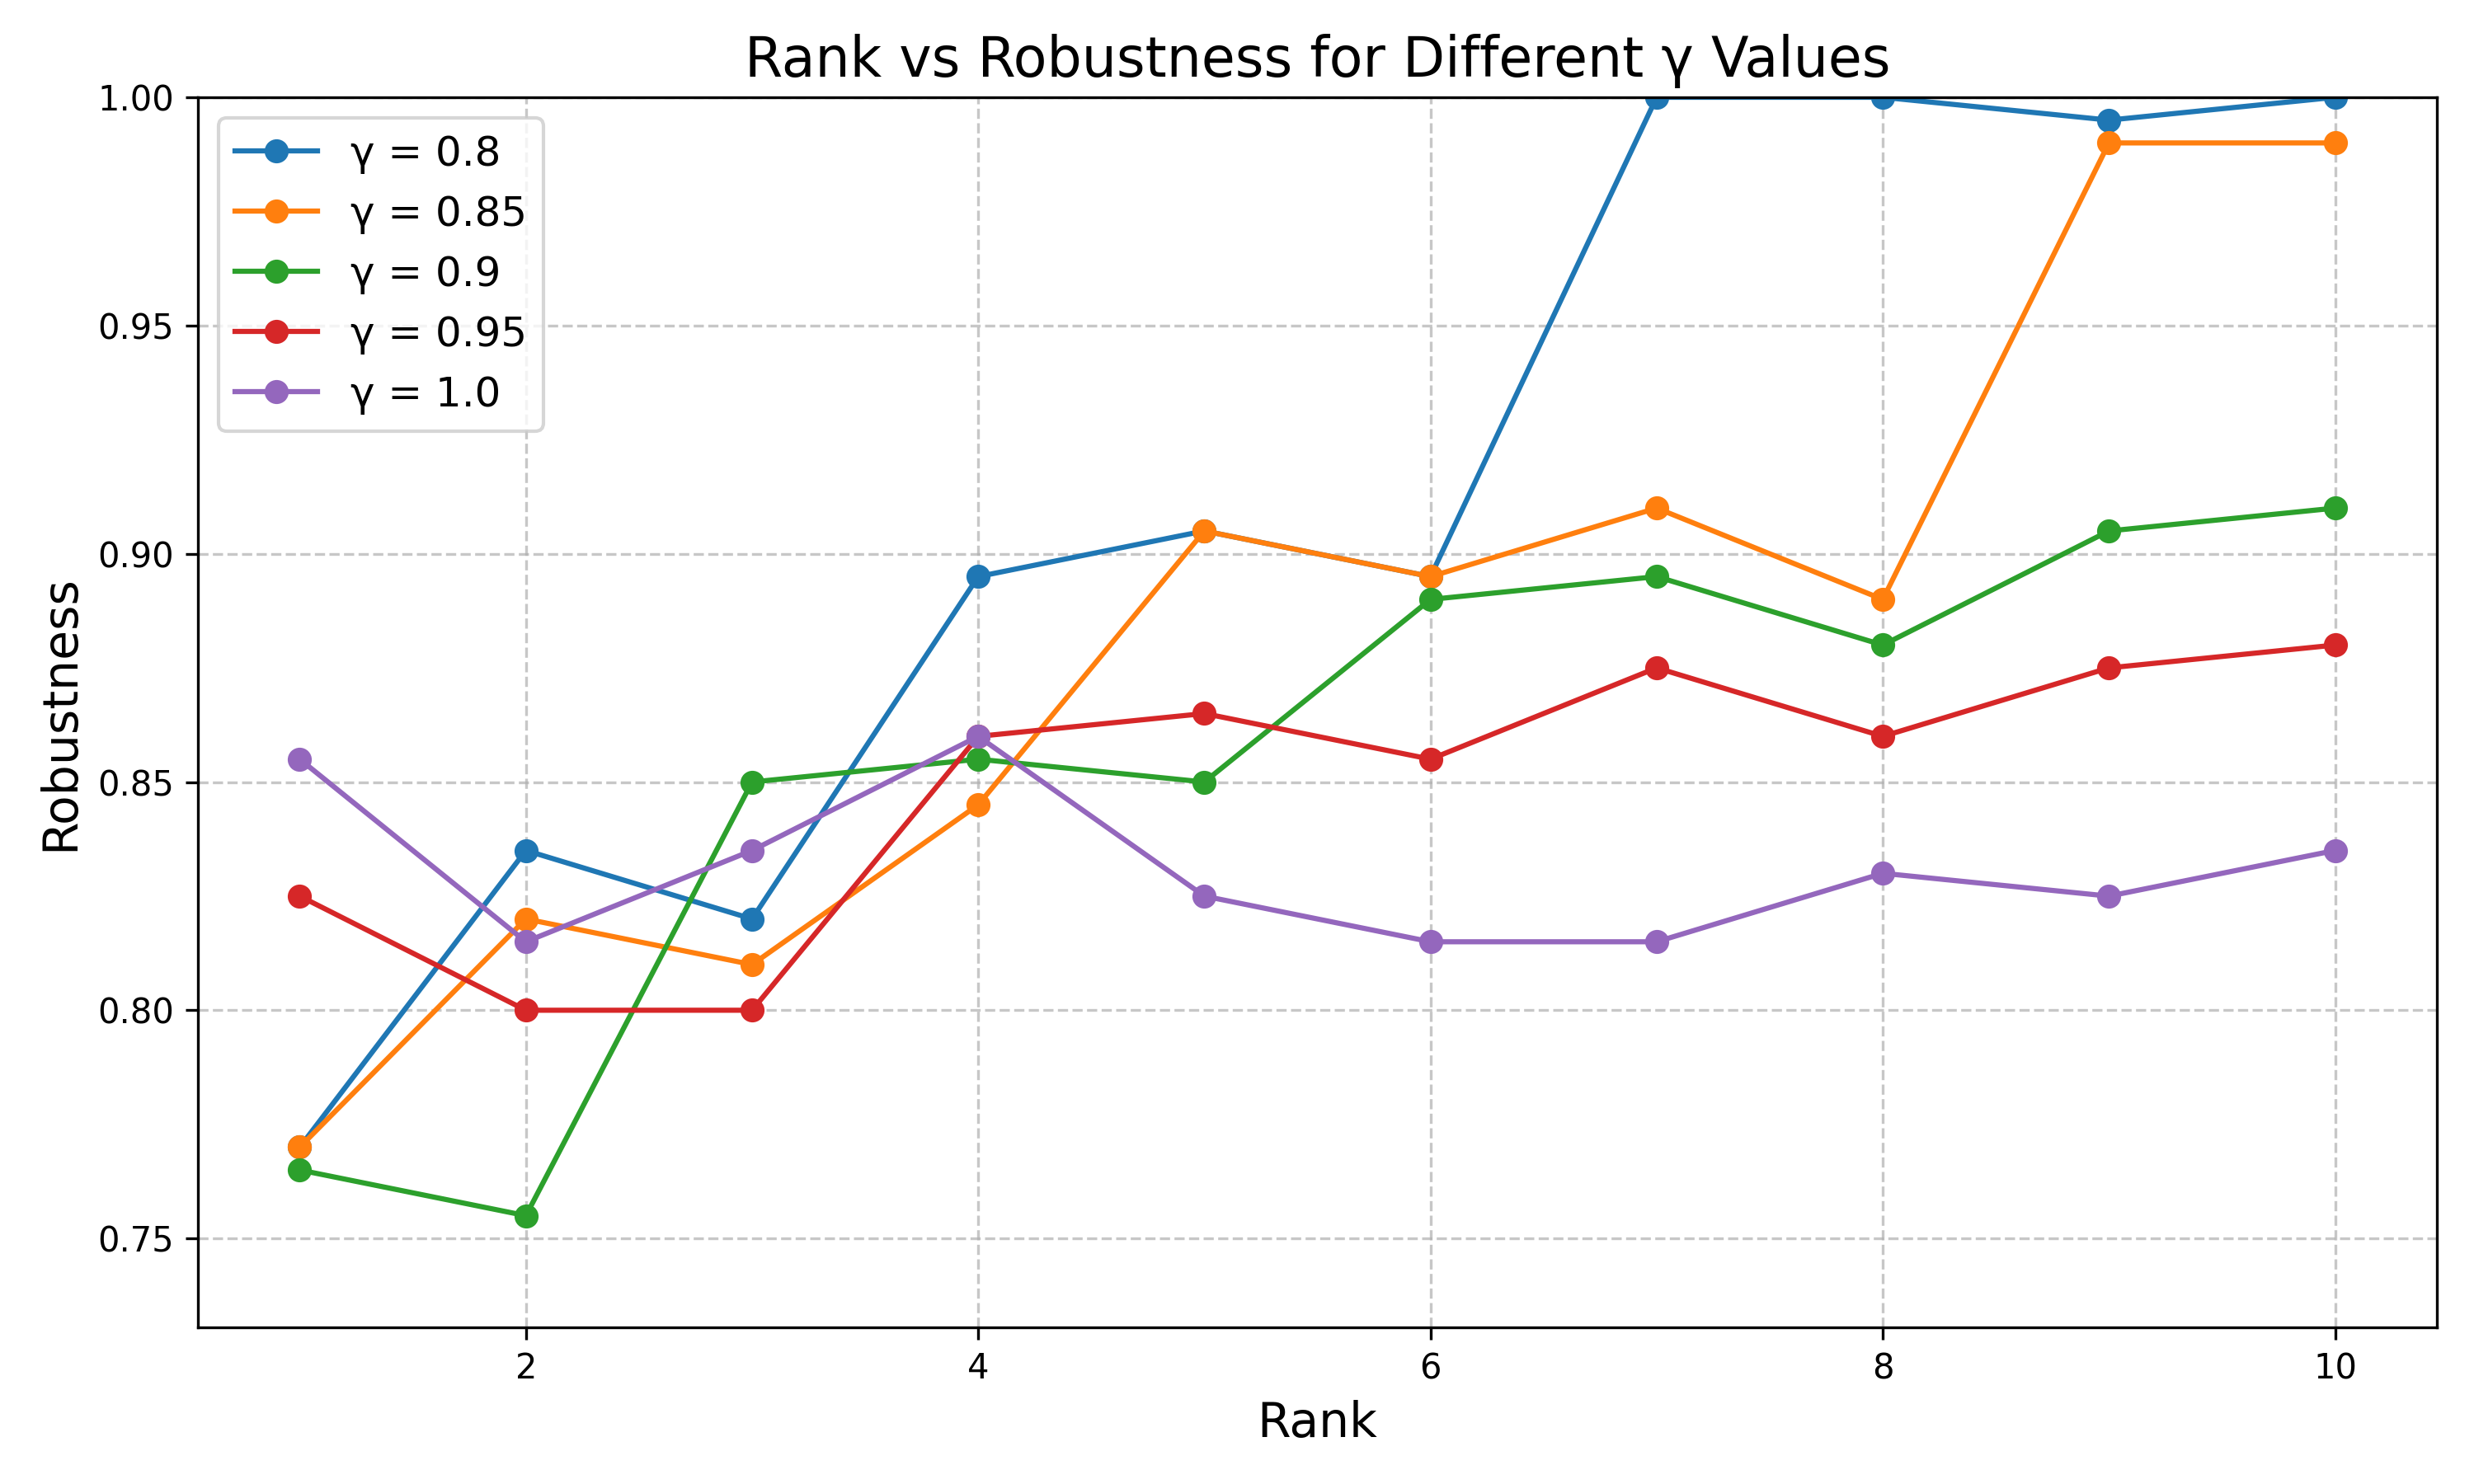 Rank vs Robustness for Different γ Values
1.00
0.95
0.90
0.85
0.80
0.75
γ = 0.8
γ = 0.85
γ = 0.9
γ = 0.95
γ = 1.0
Robustness
2 4 6 8 10
Rank